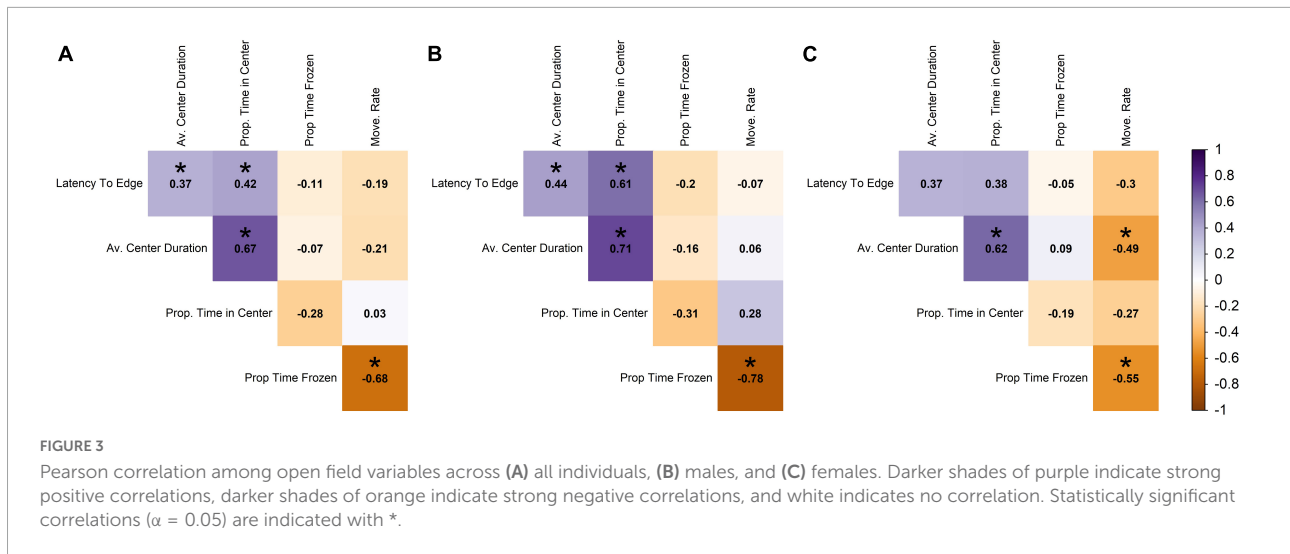 A
Av. Center Duration
Prop. Time in Center
Prop Time Frozen
Move. Rate
Latency To Edge
* 0.37
* 0.42
-0.11
-0.19
Av. Center Duration
* 0.67
-0.07
-0.21
Prop. Time in Center
-0.28
0.03
Prop Time Frozen
* -0.68
B
Av. Center Duration
Prop. Time in Center
Prop Time Frozen
Move. Rate
Latency To Edge
* 0.44
* 0.61
-0.2
-0.07
Av. Center Duration
* 0.71
-0.16
0.06
Prop. Time in Center
-0.31
0.28
Prop Time Frozen
* -0.78
C
Av. Center Duration
Prop. Time in Center
Prop Time Frozen
Move. Rate
Latency To Edge
0.37
0.38
-0.05
-0.3
Av. Center Duration
* 0.62
0.09
* -0.49
Prop. Time in Center
-0.19
-0.27
Prop Time Frozen
* -0.55
1
0.8
0.6
0.4
0.2
0
-0.2
-0.4
-0.6
-0.8
-1
FIGURE 3
Pearson correlation among open field variables across (A) all individuals, (B) males, and (C) females. Darker shades of purple indicate strong
positive correlations, darker shades of orange indicate strong negative correlations, and white indicates no correlation. Statistically significant
correlations (α = 0.05) are indicated with *.